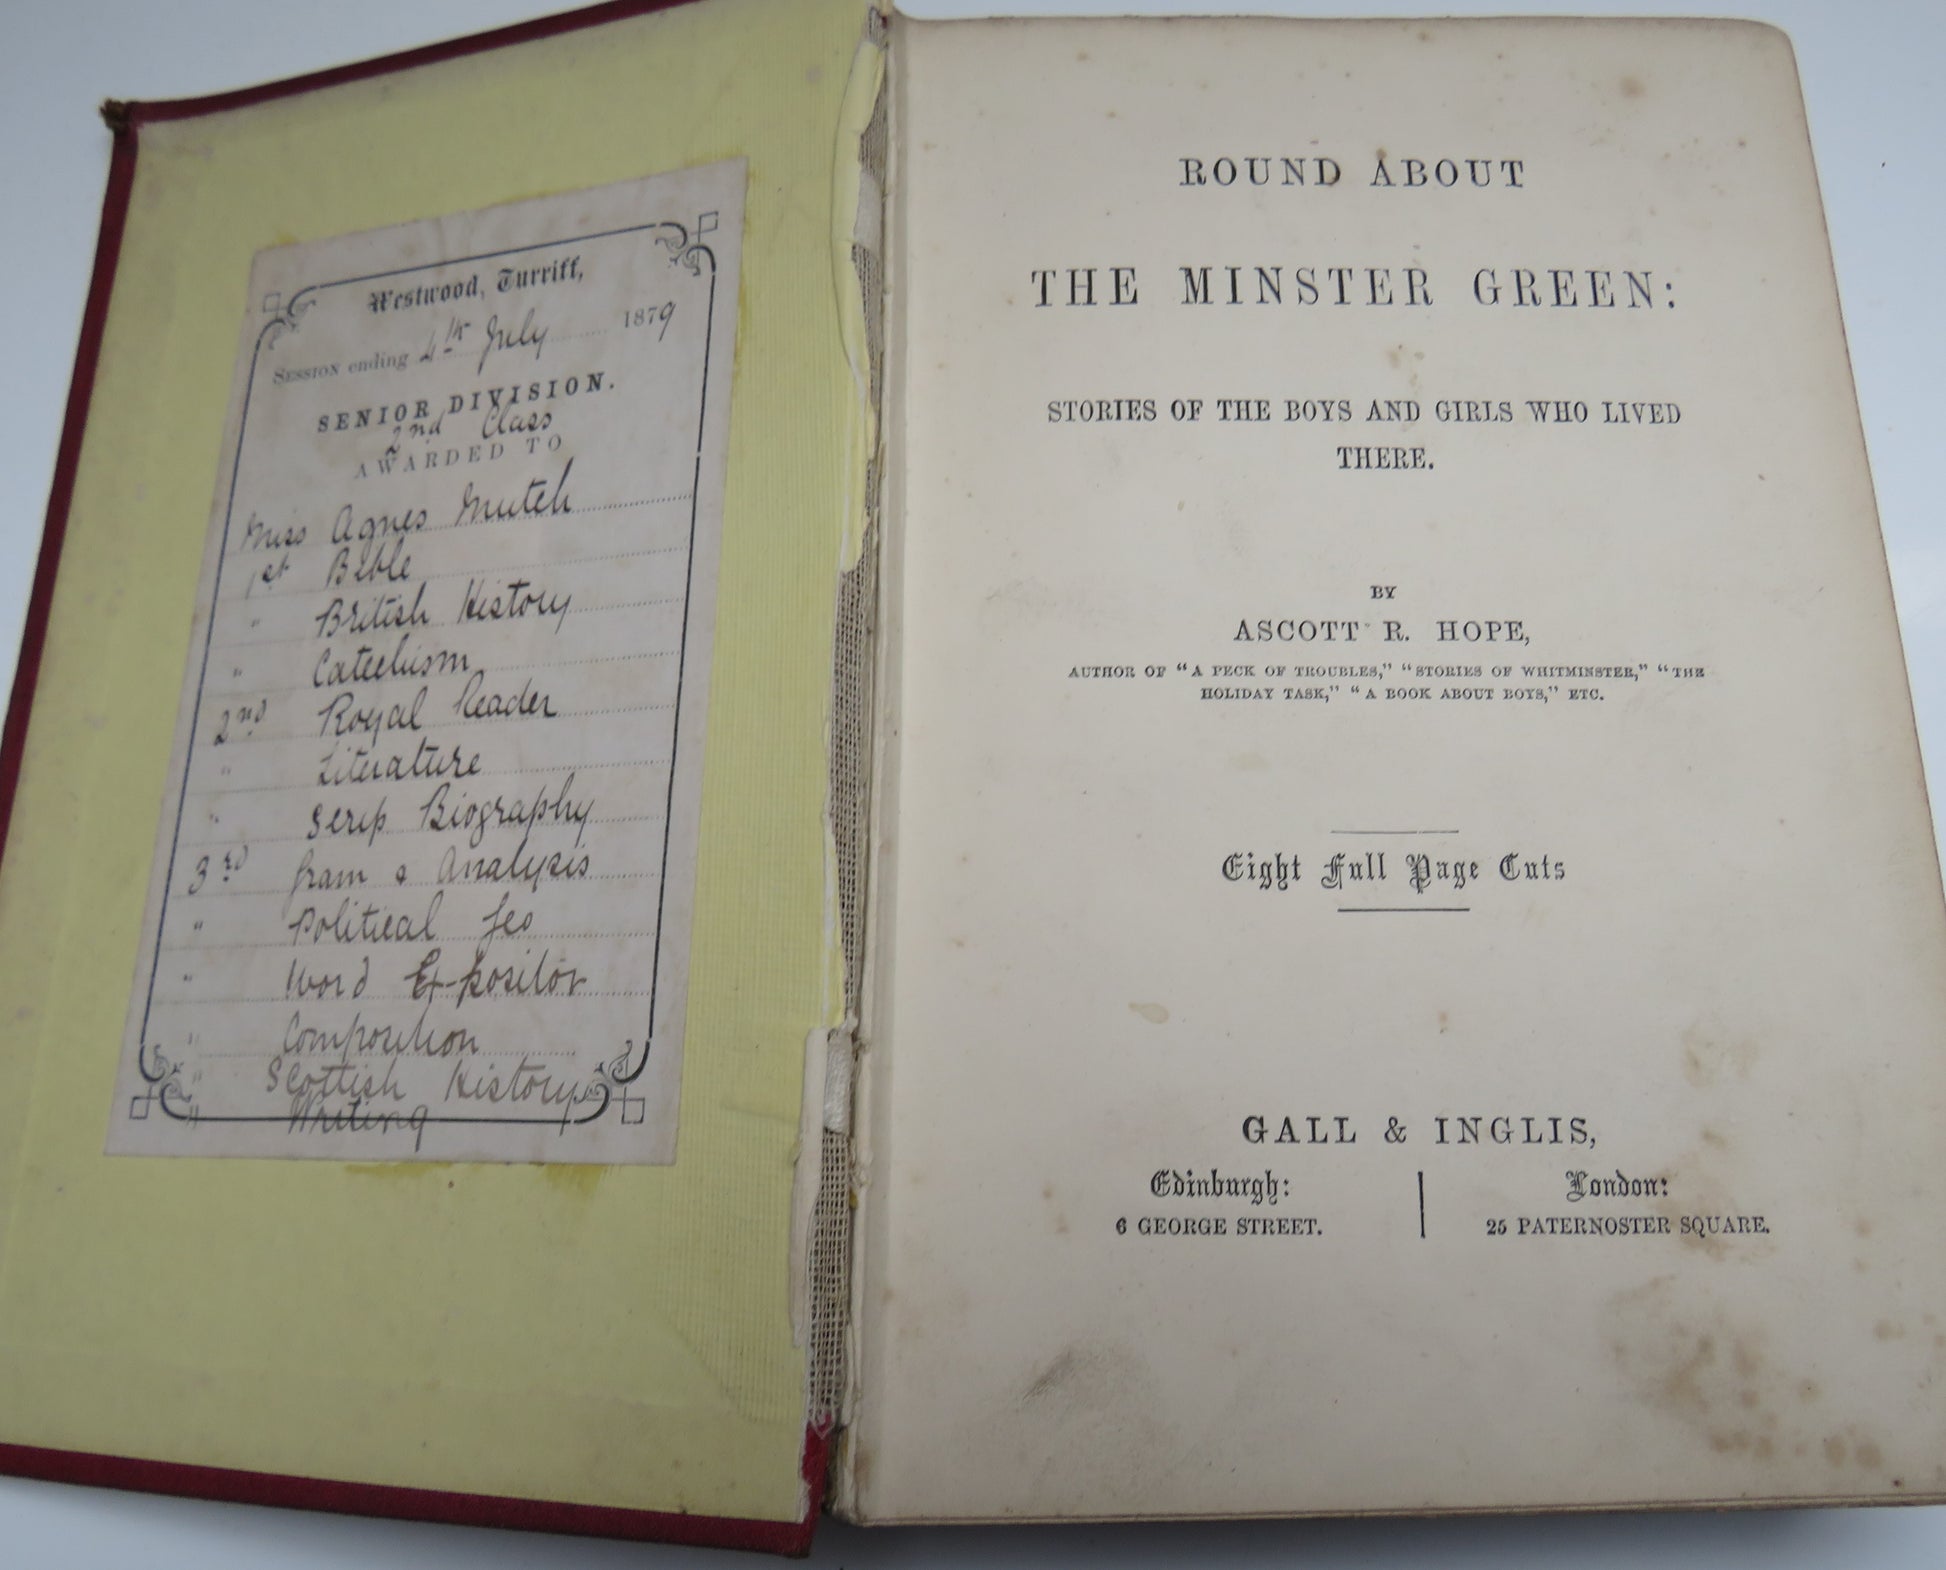 Westwood, Turriff,
Session ending 4th July 1879
SENIOR DIVISION.
2nd Class
AWARDED TO
Miss Agnes Mutch
1st Bible
" British History
" Catechism
2nd Royal Reader
" Literature
" Scrip Biography
3rd Gram & Analysis
" Political Geo
" Word Expositor
" Composition
" Scottish History
" Writing
ROUND ABOUT
THE MINSTER GREEN:
STORIES OF THE BOYS AND GIRLS WHO LIVED
THERE.
BY
ASCOTT R. HOPE,
AUTHOR OF "A PECK OF TROUBLES," "STORIES OF WHITMINSTER," "THE
HOLIDAY TASK," "A BOOK ABOUT BOYS," ETC.
Eight Full Page Cuts
GALL & INGLIS,
Edinburgh: London:
6 GEORGE STREET. 25 PATERNOSTER SQUARE.